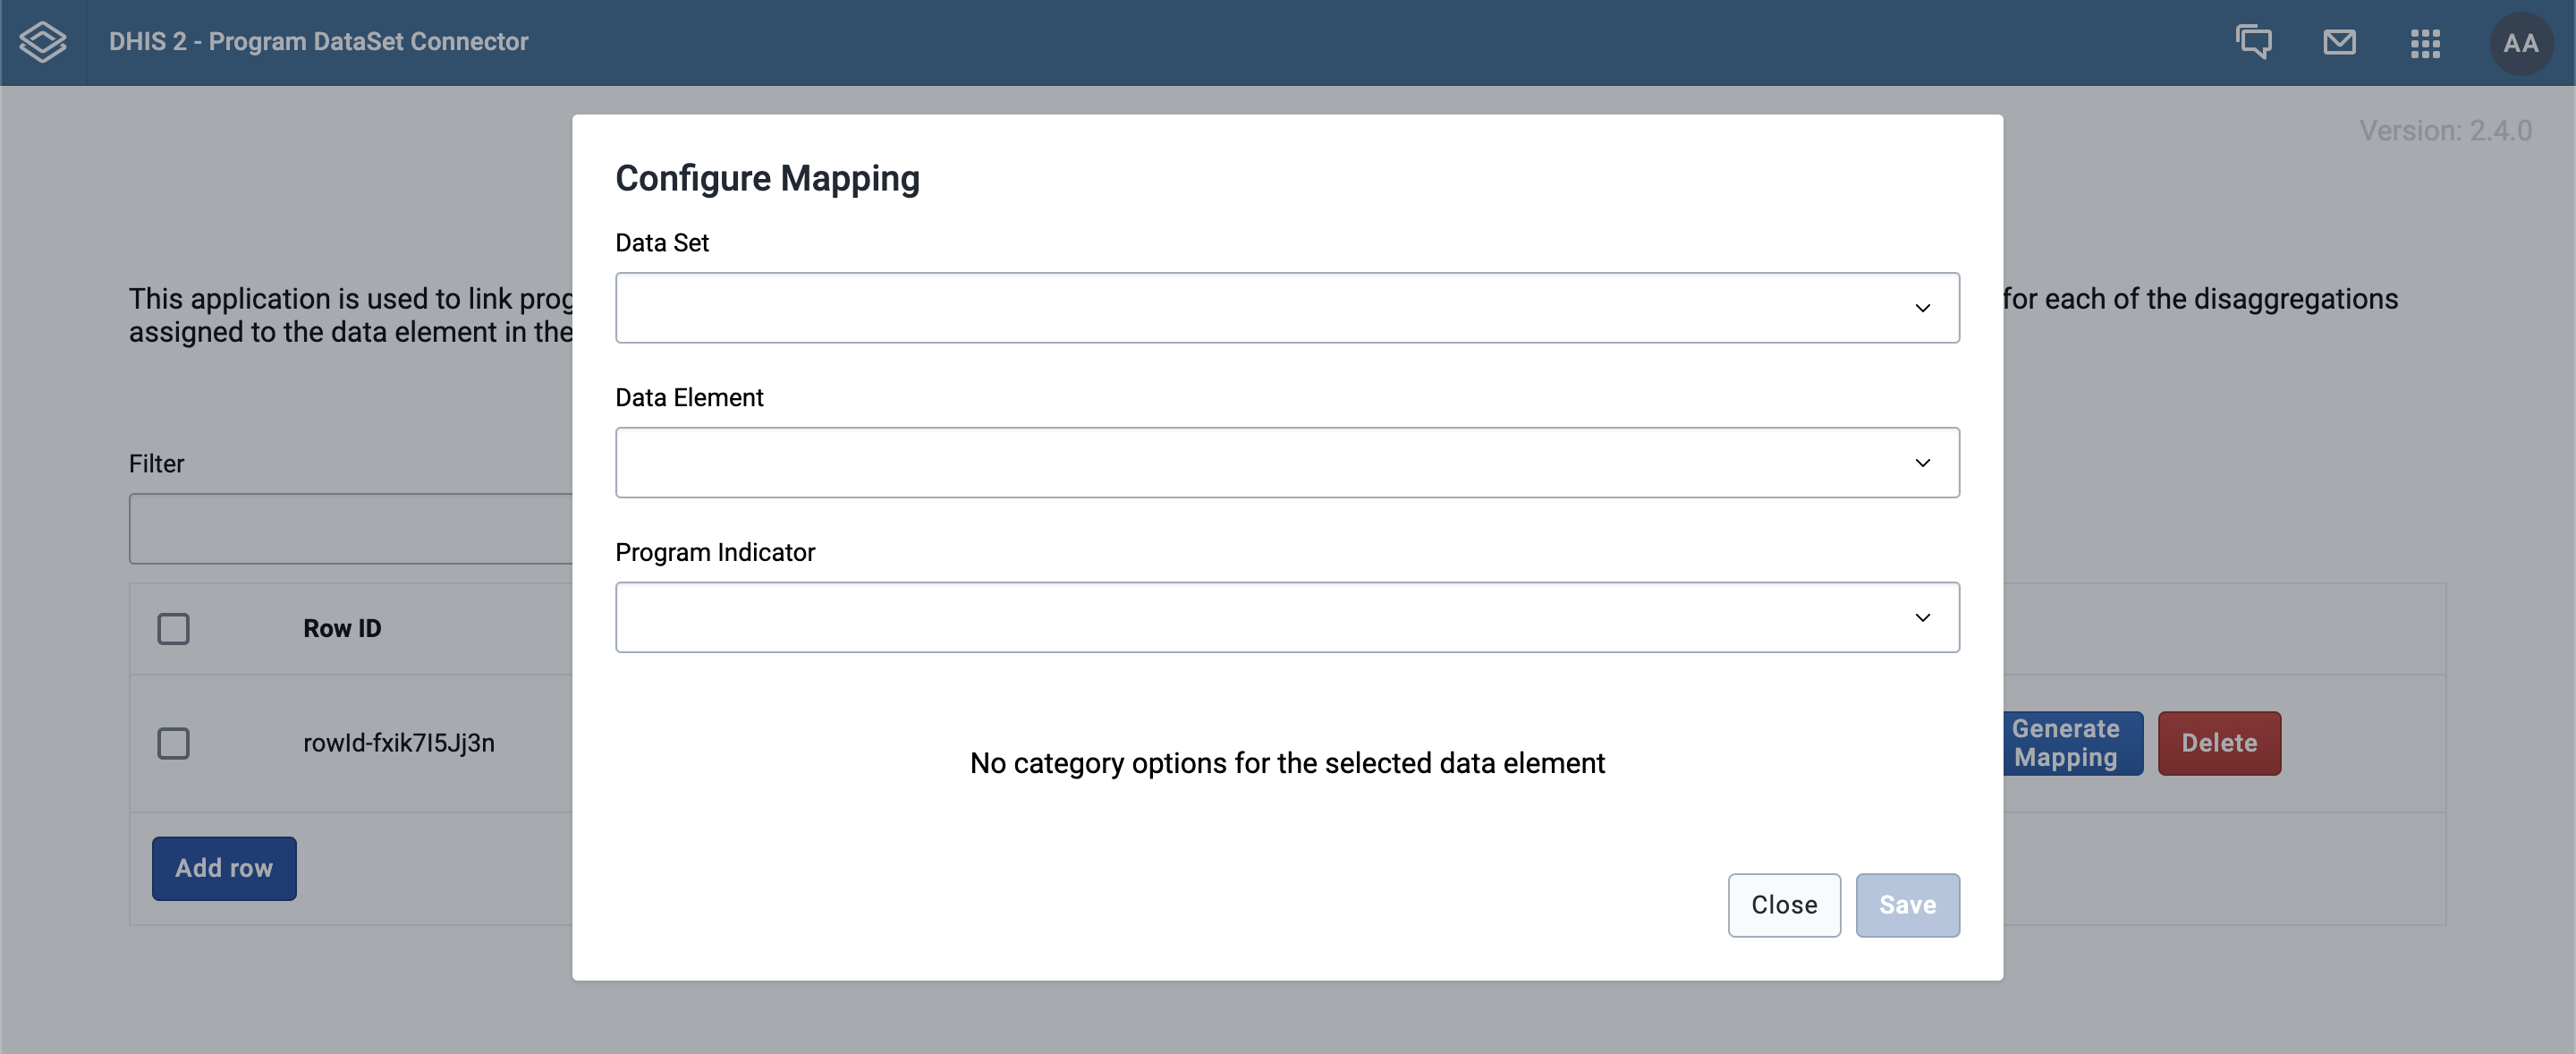 DHIS 2 - Program DataSet Connector
AA
Version: 2.4.0
Configure Mapping
Data Set
This application is used to link prog
for each of the disaggregations
assigned to the data element in the
Data Element
Filter
Program Indicator
Row ID
rowId-fxik7I5Jj3n
No category options for the selected data element
Generate
Mapping
Delete
Add row
Close
Save